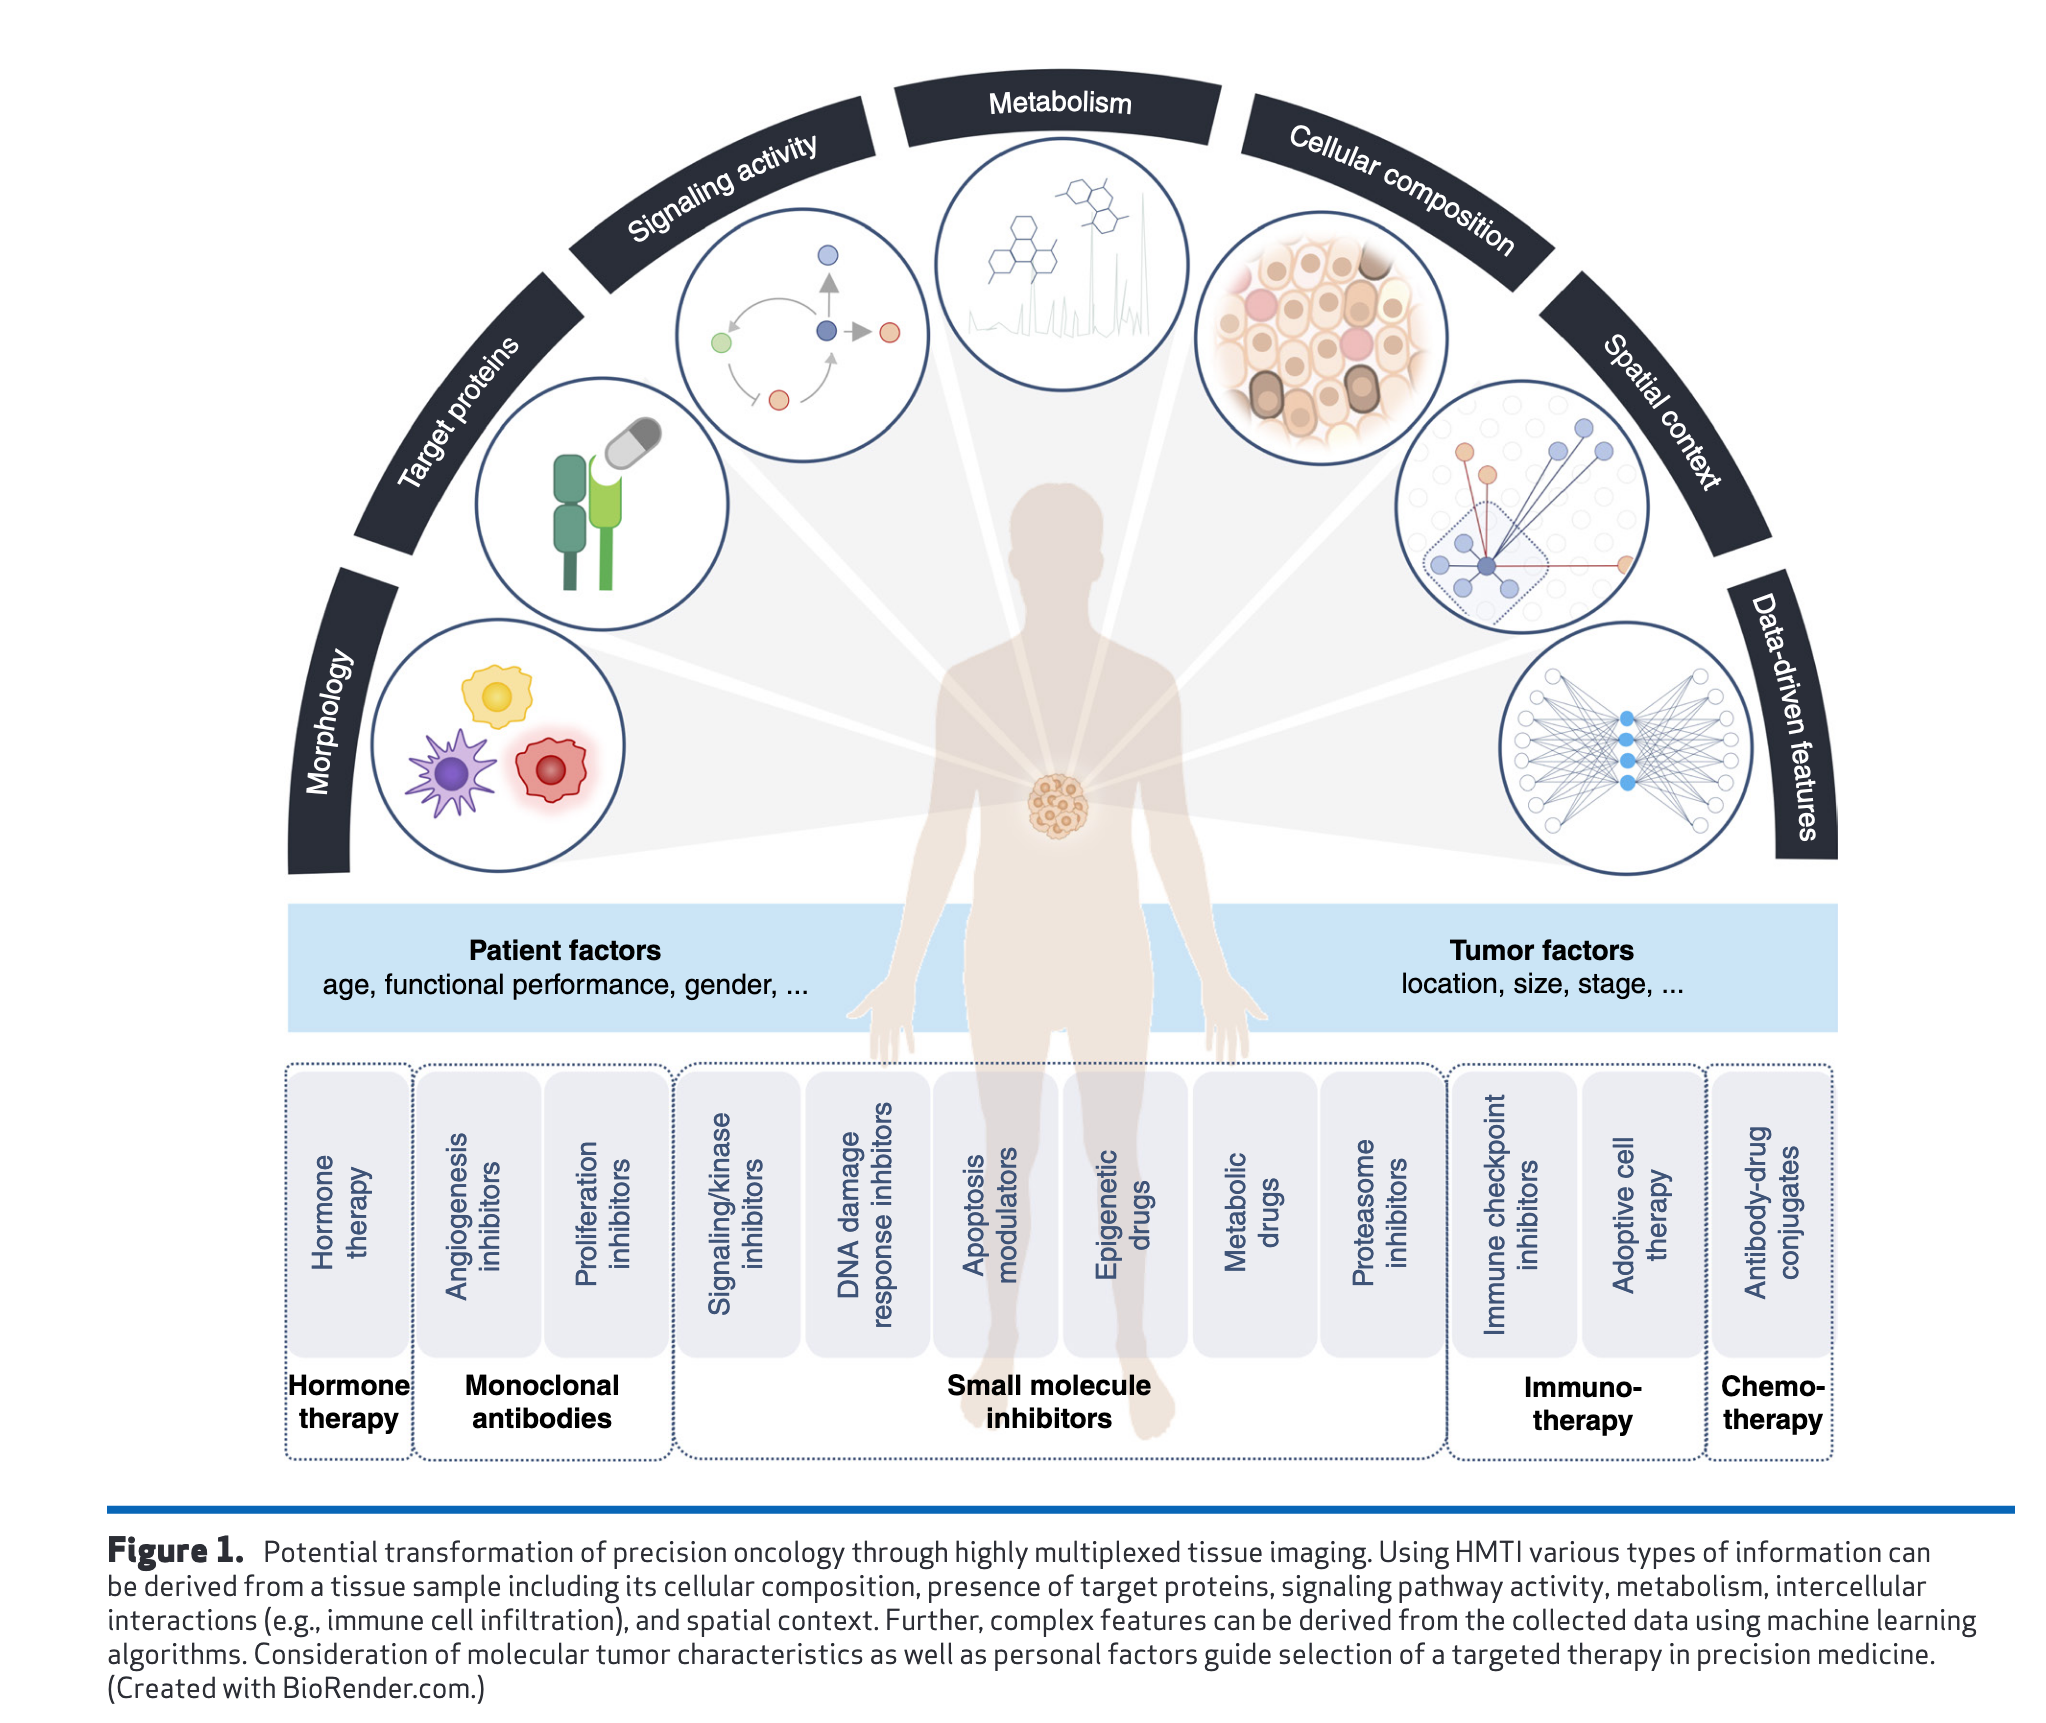 Metabolism
Signaling activity
Cellular composition
Target proteins
Spatial context
Morphology
Data-driven features
Patient factors
age, functional performance, gender, ...
Tumor factors
location, size, stage, ...
Hormone
therapy
Angiogenesis
inhibitors
Proliferation
inhibitors
Signaling/kinase
inhibitors
DNA damage
response inhbitors
Apoptosis
modulators
Epigenetic
drugs
Metabolic
drugs
Proteasome
inhibitors
Immune checkpoint
inhibitors
Adoptive cell
therapy
Antibody-drug
conjugates
Hormone
therapy
Monoclonal
antibodies
Small molecule
inhibitors
Immuno-
therapy
Chemo-
therapy
Figure 1. Potential transformation of precision oncology through highly multiplexed tissue imaging. Using HMTI various types of information can
be derived from a tissue sample including its cellular composition, presence of target proteins, signaling pathway activity, metabolism, intercellular
interactions (e.g., immune cell infiltration), and spatial context. Further, complex features can be derived from the collected data using machine learning
algorithms. Consideration of molecular tumor characteristics as well as personal factors guide selection of a targeted therapy in precision medicine.
(Created with BioRender.com.)